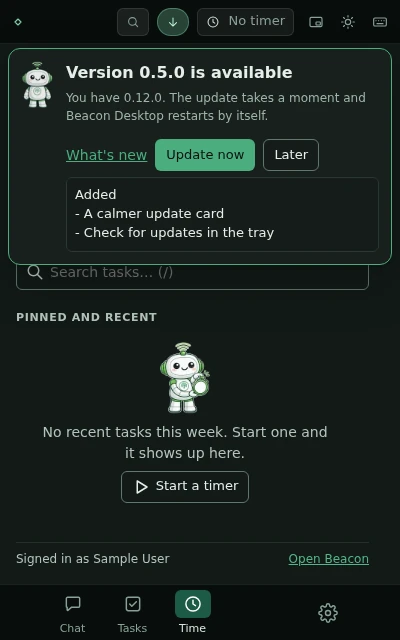 No timer
Version 0.5.0 is available
You have 0.12.0. The update takes a moment and
Beacon Desktop restarts by itself.
What's new
Update now
Later
Added
- A calmer update card
- Check for updates in the tray
Search tasks... (/)
PINNED AND RECENT
No recent tasks this week. Start one and
it shows up here.
Start a timer
Signed in as Sample User
Open Beacon
Chat
Tasks
Time